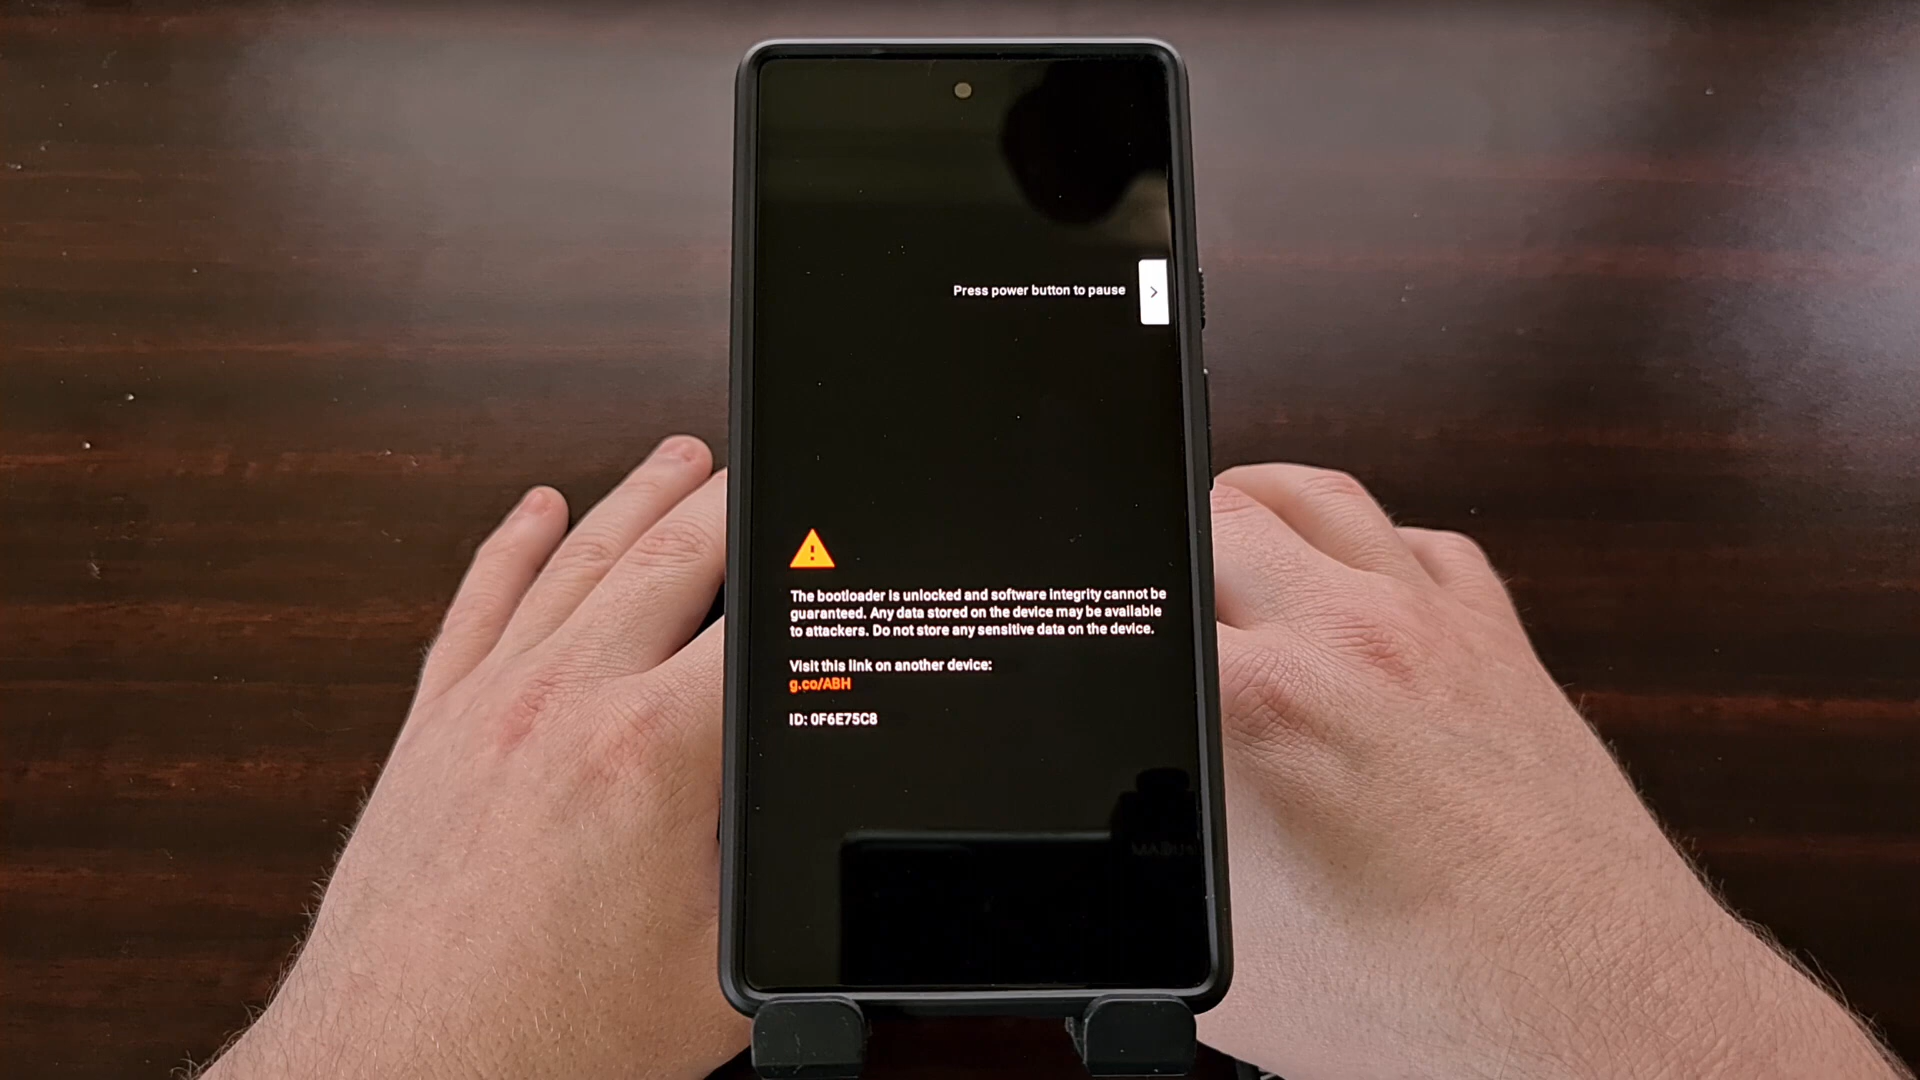 Press power button to pause
The bootloader is unlocked and software integrity cannot be
guaranteed. Any data stored on the device may be available
to attackers. Do not store any sensitive data on the device.
Visit this link on another device:
g.co/ABH
ID: 0F6E75C8